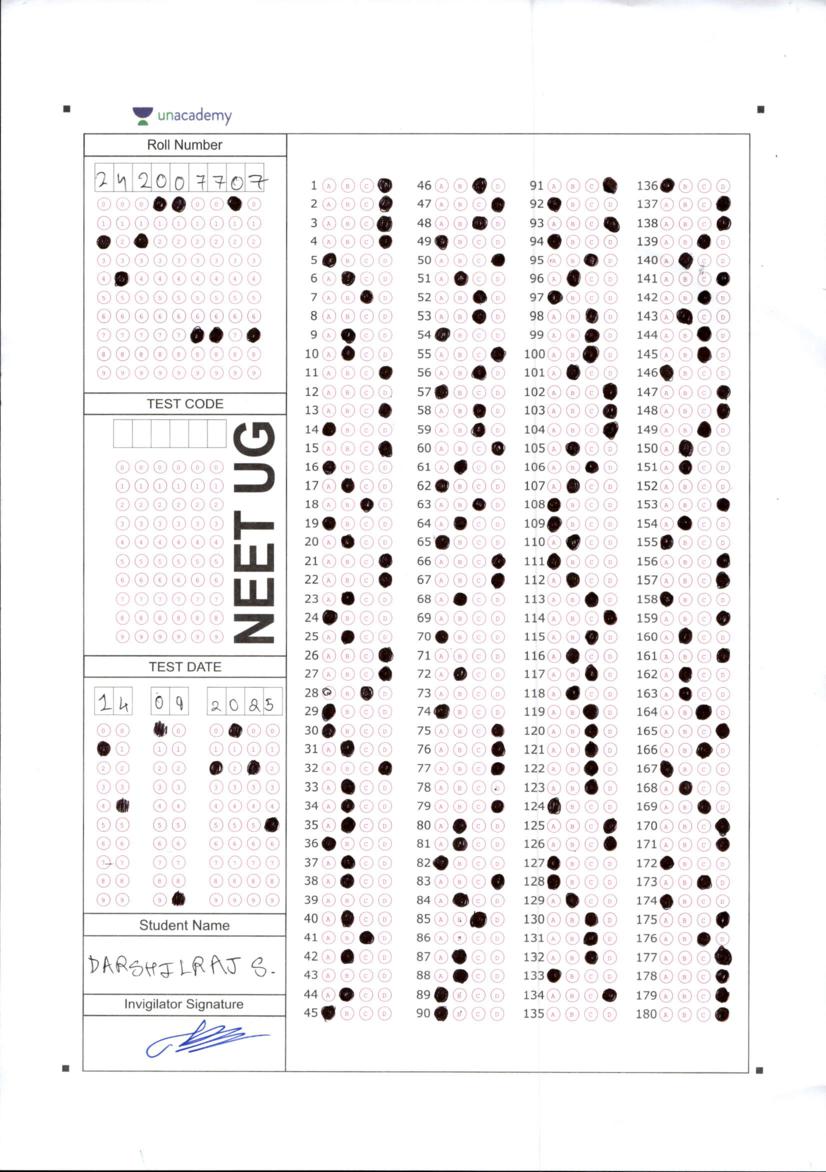 unacademy
Roll Number
2 4 2 0 0 7 7 0 7
TEST CODE
NEET UG
TEST DATE
1 4 0 9 2 0 2 5
Student Name
DARSHILRAJ S.
Invigilator Signature
1 A B C
2 A B C
3 A B C
4 A B C
5 B C D
6 A C D
7 A B D
8 A B C D
9 A C D
10 A C D
11 A B C
12 A B C D
13 A B C
14 B C D
15 A B C
16 B C D
17 A C D
18 A B D
19 B C D
20 A C D
21 A B C
22 A B C
23 A C D
24 B C D
25 A C D
26 A B C
27 A B C
28 B D
29 B C D
30 B C D
31 A C D
32 A B C
33 A C D
34 A C D
35 A C D
36 B C D
37 A C D
38 A C D
39 A B C D
40 A C D
41 A B D
42 A C D
43 A B C D
44 A C D
45 B C D
46 A B D
47 A B C
48 A B D
49 B C D
50 A B C
51 A C D
52 A B D
53 A B D
54 B C D
55 A B C
56 A B D
57 B C D
58 A B D
59 A B D
60 A B C
61 A C D
62 B C D
63 A B D
64 A C D
65 B C D
66 A B C
67 A B C
68 A C D
69 A B C D
70 B C D
71 A B C D
72 A C D
73 A B C D
74 B C D
75 A B C
76 A B C
77 A B C
78 A B C
79 A B C
80 A C D
81 A C D
82 B C D
83 A B C
84 A C D
85 A D
86 A C D
87 A C D
88 A C D
89 B C D
90 B C D
91 A B C
92 B C D
93 A B C
94 B C D
95 A B D
96 A C D
97 B C D
98 A B D
99 A B D
100 A B D
101 A C D
102 A B C
103 A B C
104 A B C
105 A C D
106 A B D
107 A C D
108 B C D
109 B C D
110 A C D
111 B C D
112 A C D
113 A B D
114 A B C
115 A B D
116 A C D
117 A B D
118 A C D
119 A B D
120 A B D
121 A B D
122 A B D
123 A B D
124 B C D
125 A B C
126 A B C
127 B C D
128 B C D
129 A C D
130 A B D
131 A B D
132 A B D
133 B C D
134 A B C
135 A B C D
136 B C D
137 A B C
138 A B C
139 A B D
140 A C D
141 A B C
142 A B D
143 A C D
144 A B D
145 A B D
146 B C D
147 A B C
148 A B C
149 A B D
150 A C D
151 A C D
152 A B C D
153 A B C
154 A C D
155 B C D
156 A B C
157 A B C
158 B C D
159 A B C
160 A C D
161 A B C
162 A C D
163 A C D
164 A B D
165 A B C
166 A B D
167 B C D
168 A C D
169 A B D
170 A B C
171 A B C
172 B C D
173 A B D
174 B C D
175 A B C
176 A B D
177 A B C
178 A B C
179 A B C
180 A B C